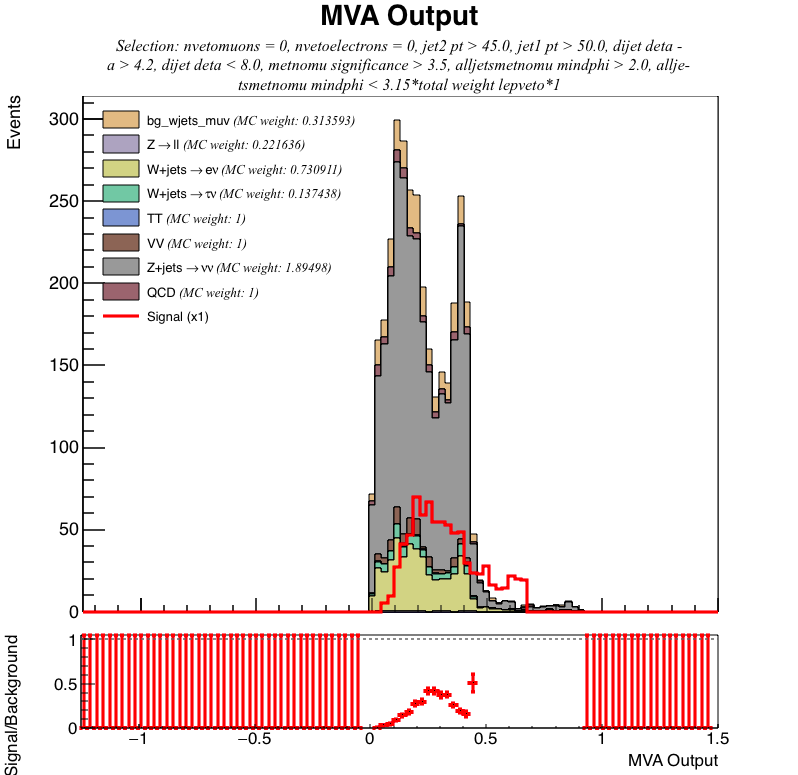 MVA Output
Selection: nvetomuons = 0, nvetoelectrons = 0, jet2 pt > 45.0, jet1 pt > 50.0, dijet deta -
a > 4.2, dijet deta < 8.0, metnomu significance > 3.5, alljetsmetnomu mindphi > 2.0, allje-
tsmetnomu mindphi < 3.15*total weight lepveto*1
Events
300
250
200
150
100
50
0
bg_wjets_muv (MC weight: 0.313593)
Z→ll (MC weight: 0.221636)
W+jets→eν (MC weight: 0.730911)
W+jets→τν (MC weight: 0.137438)
TT (MC weight: 1)
VV (MC weight: 1)
Z+jets→νν (MC weight: 1.89498)
QCD (MC weight: 1)
Signal (x1)
Signal/Background
1
0.5
0
−1 −0.5 0 0.5 1 1.5
MVA Output